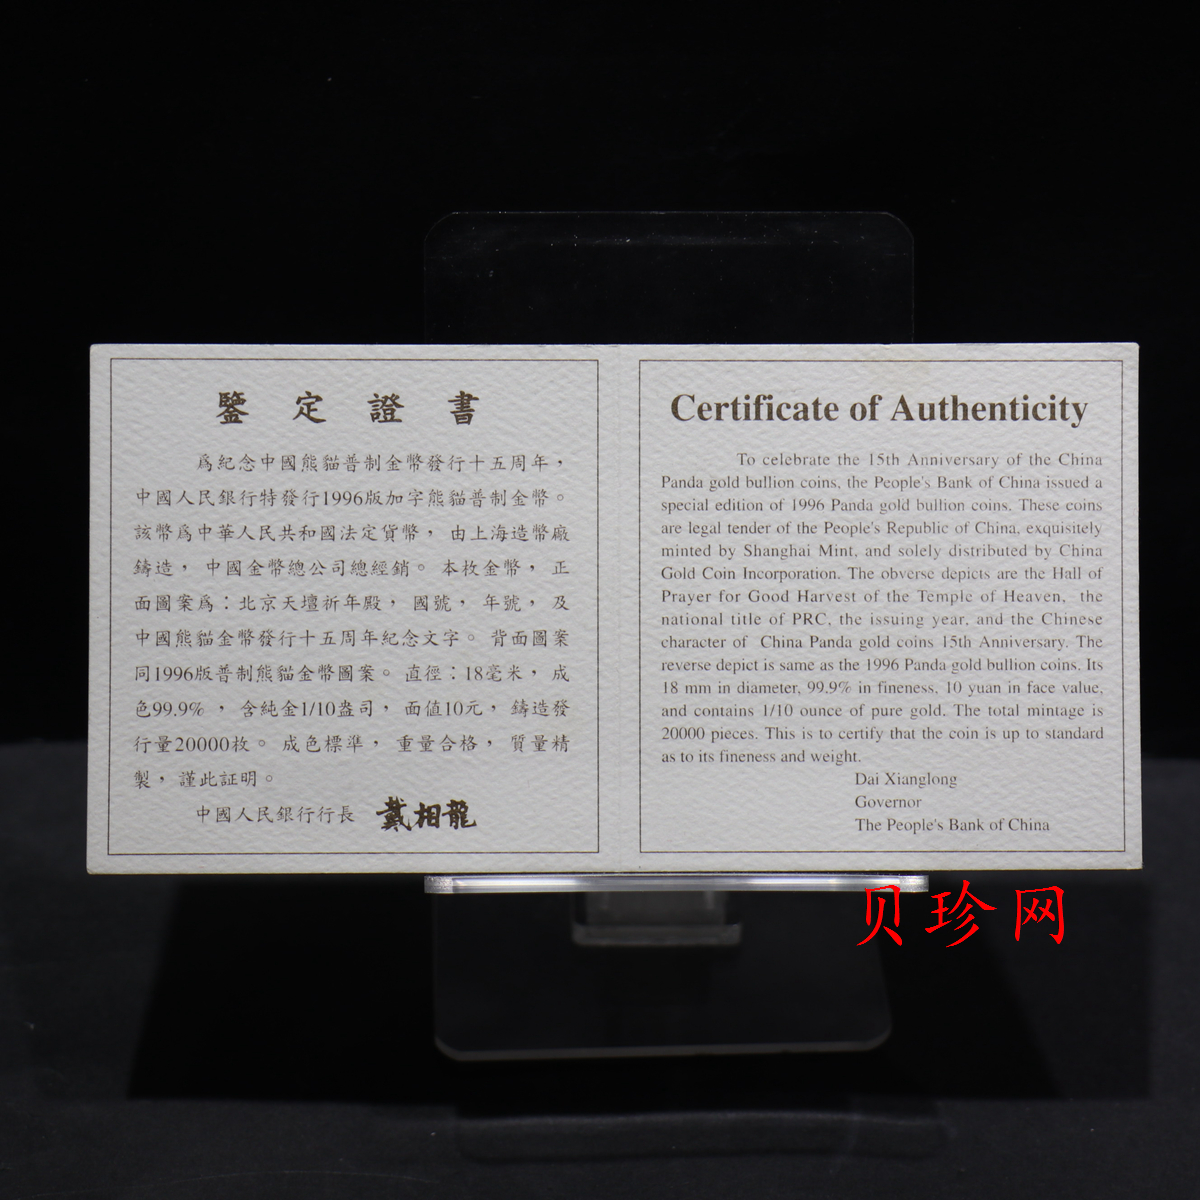 鑒定證書
爲紀念中國熊貓普制金幣發行十五周年，
中國人民銀行特發行1996版加字熊貓普制金幣。
該幣爲中華人民共和國法定貨幣，由上海造幣廠
鑄造，中國金幣總公司總經銷。本枚金幣，正
面圖案爲：北京天壇祈年殿，國號，年號，及
中國熊貓金幣發行十五周年紀念文字。背面圖案
同1996版普制熊貓金幣圖案。直徑：18毫米，成
色99.9%，含純金1/10盎司，面值10元，鑄造發
行量20000枚。成色標準，重量合格，質量精
製，謹此証明。
中國人民銀行行長 戴相龍
Certificate of Authenticity
To celebrate the 15th Anniversary of the China
Panda gold bullion coins, the People's Bank of China issued a
special edition of 1996 Panda gold bullion coins. These coins
are legal tender of the People's Republic of China, exquisitely
minted by Shanghai Mint, and solely distributed by China
Gold Coin Incorporation. The obverse depicts are the Hall of
Prayer for Good Harvest of the Temple of Heaven, the
national title of PRC, the issuing year, and the Chinese
character of China Panda gold coins 15th Anniversary. The
reverse depict is same as the 1996 Panda gold bullion coins. Its
18 mm in diameter, 99.9% in fineness, 10 yuan in face value,
and contains 1/10 ounce of pure gold. The total mintage is
20000 pieces. This is to certify that the coin is up to standard
as to its fineness and weight.
Dai Xianglong
Governor
The People's Bank of China
贝珍网